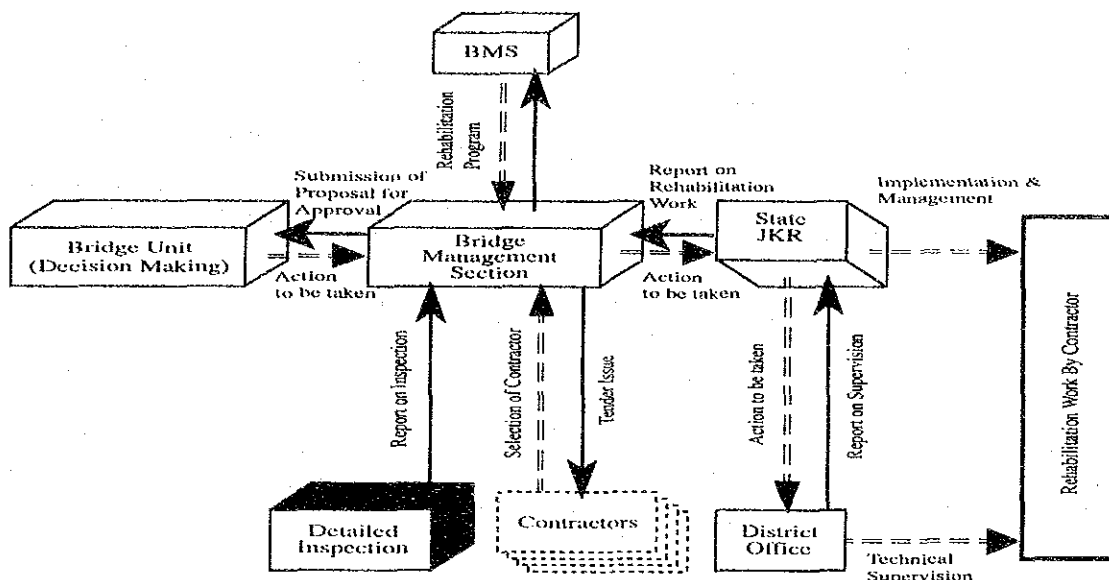 BMS
Rehabilitation
Program
Submission of
Proposal for
Approval
Report on
Rehabilitation
Work
Implementation &
Management
Bridge Unit
(Decision Making)
Action
to be taken
Bridge
Management
Section
Action
to be taken
State
JKR
Report on Inspection
Selection of Contractor
Tender Issue
Action to be taken
Report on Supervision
Rehabilitation Work By Contractor
Detailed
Inspection
Contractors
District
Office
Technical
Supervision